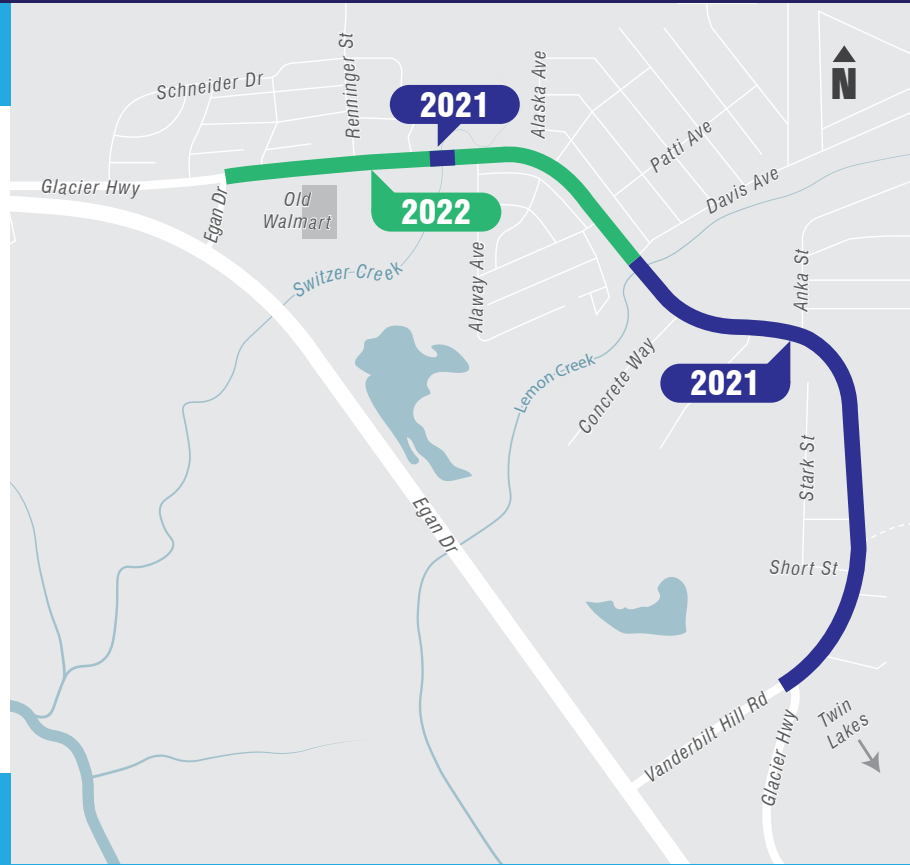 Schneider Dr
Renninger St
2021
Alaska Ave
N
Patti Ave
Glacier Hwy
Egan Dr
Old
Walmart
2022
Davis Ave
Switzer Creek
Alaway Ave
Anka St
Lemon Creek
Concrete Way
2021
Stark St
Egan Dr
Short St
Vanderbilt Hill Rd
Glacier Hwy
Twin
Lakes